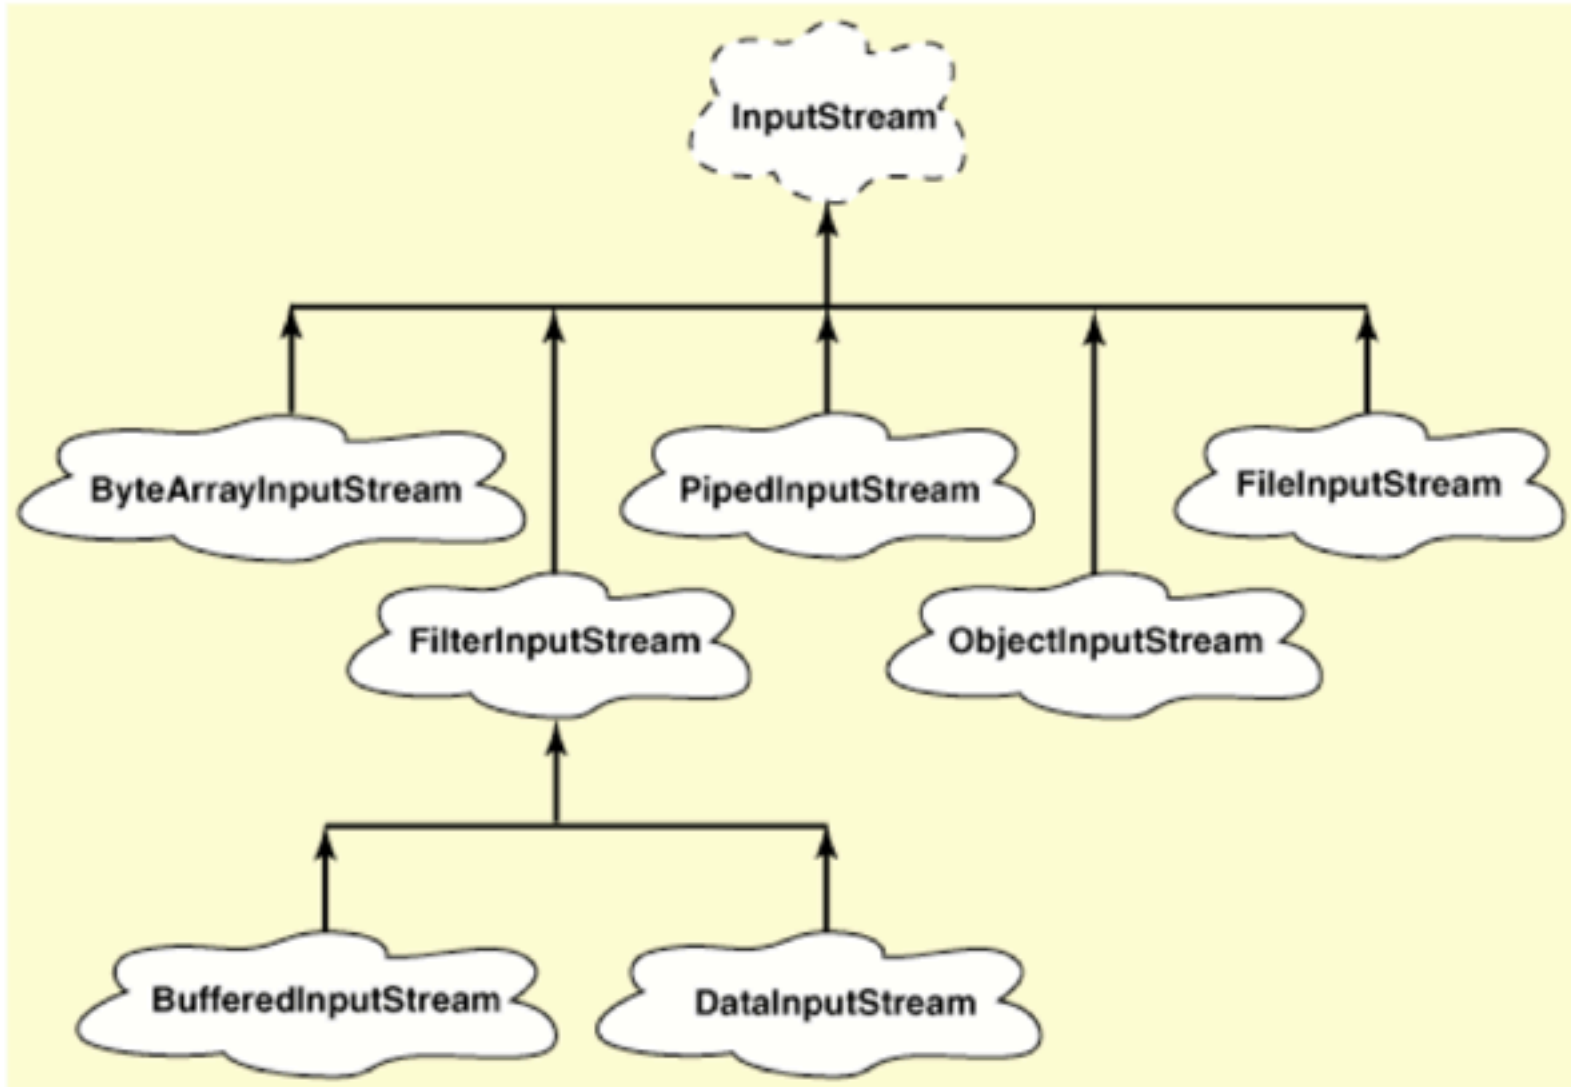 InputStream
ByteArrayInputStream
PipedInputStream
FileInputStream
FilterInputStream
ObjectInputStream
BufferedInputStream
DataInputStream